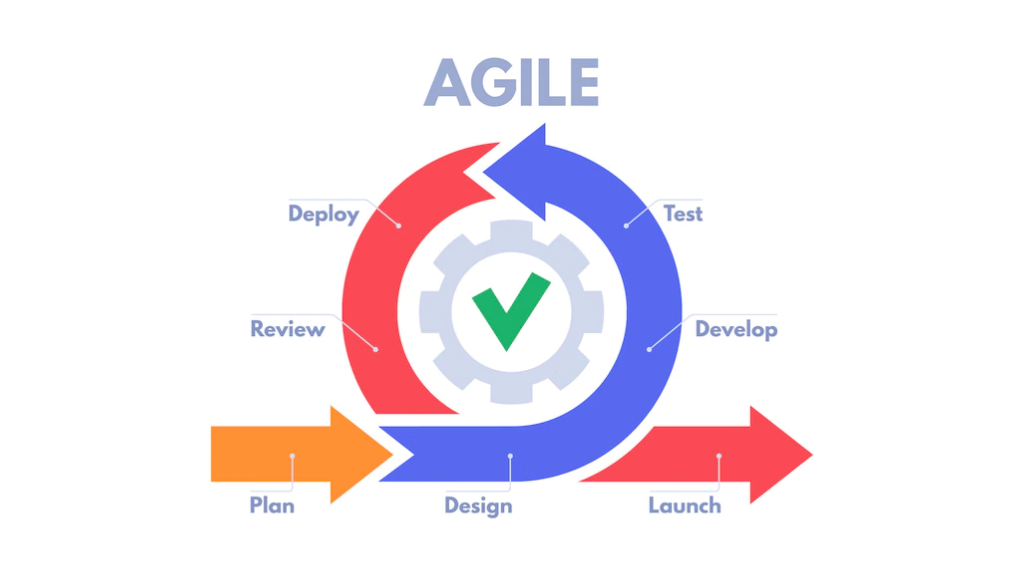 AGILE
Deploy
Test
Review
Develop
Plan
Design
Launch